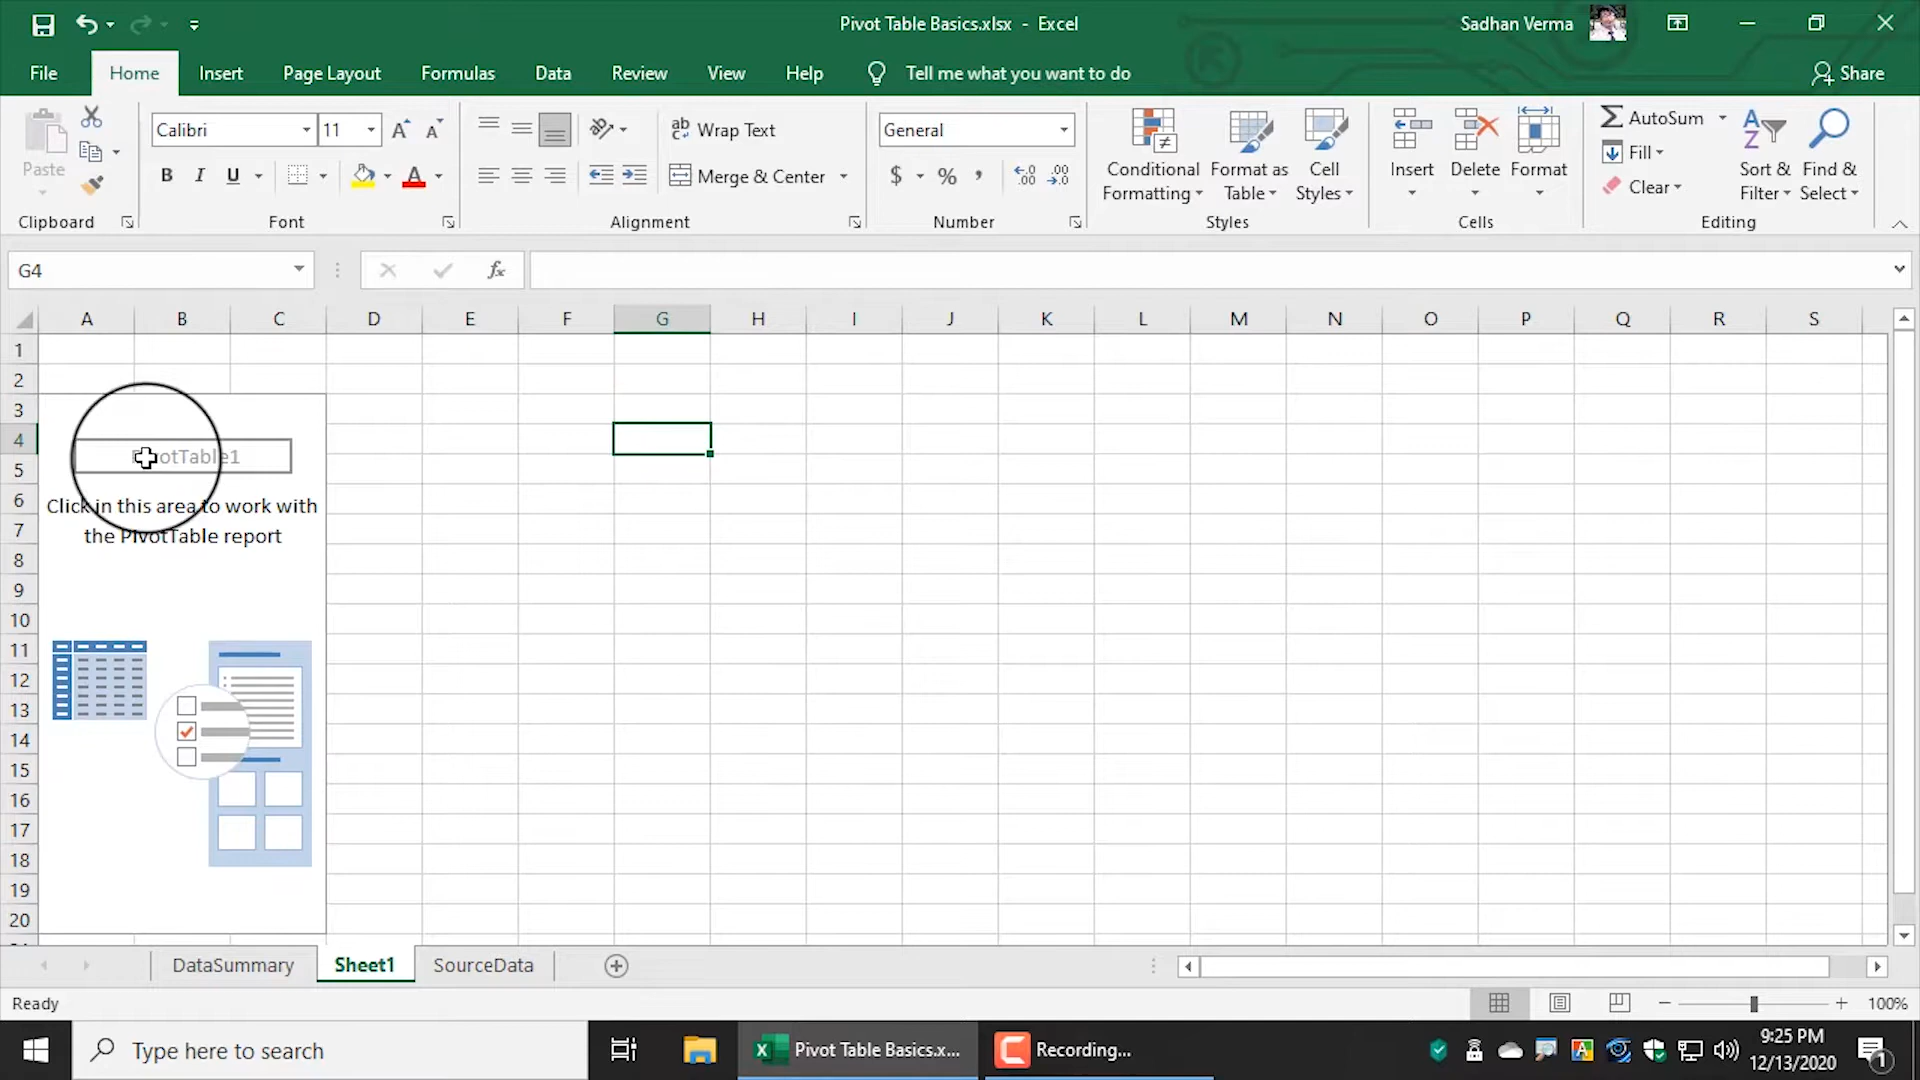 Pivot Table Basics.xlsx - Excel
Sadhan Verma
File Home Insert Page Layout Formulas Data Review View Help Tell me what you want to do Share
Calibri 11 Wrap Text General AutoSum
Paste Conditional Formatting Format as Table Cell Styles Insert Delete Format Fill Sort & Filter Find & Select
B I U Merge & Center $ % , Clear
Clipboard Font Alignment Number Styles Cells Editing
G4 fx
A B C D E F G H I J K L M N O P Q R S
1
2
3
4
PivotTable1
5
6
Click in this area to work with
7
the PivotTable report
8
9
10
11
12
13
14
15
16
17
18
19
20
DataSummary Sheet1 SourceData
Ready 100%
Type here to search Pivot Table Basics.x... Recording... 9:25 PM
12/13/2020 1